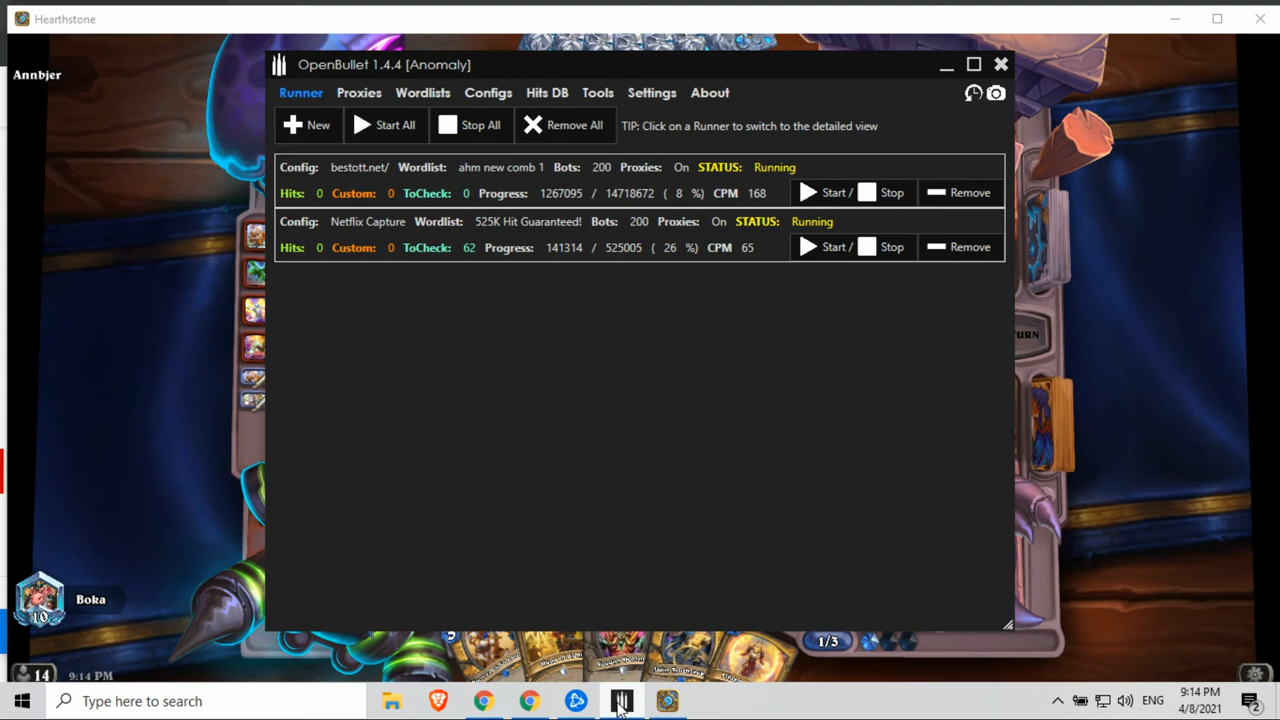 Hearthstone
Annbjer
OpenBullet 1.4.4 [Anomaly]
Runner Proxies Wordlists Configs Hits DB Tools Settings About
New Start All Stop All Remove All TIP: Click on a Runner to switch to the detailed view
Config: bestott.net/ Wordlist: ahm new comb 1 Bots: 200 Proxies: On STATUS: Running
Hits: 0 Custom: 0 ToCheck: 0 Progress: 1267095 / 14718672 ( 8 %) CPM 168 Start / Stop Remove
Config: Netflix Capture Wordlist: 525K Hit Guaranteed! Bots: 200 Proxies: On STATUS: Running
Hits: 0 Custom: 0 ToCheck: 62 Progress: 141314 / 525005 ( 26 %) CPM 65 Start / Stop Remove
URN
Boka
10
1/3
14 9:14 PM
Type here to search
ENG
9:14 PM
4/8/2021
2